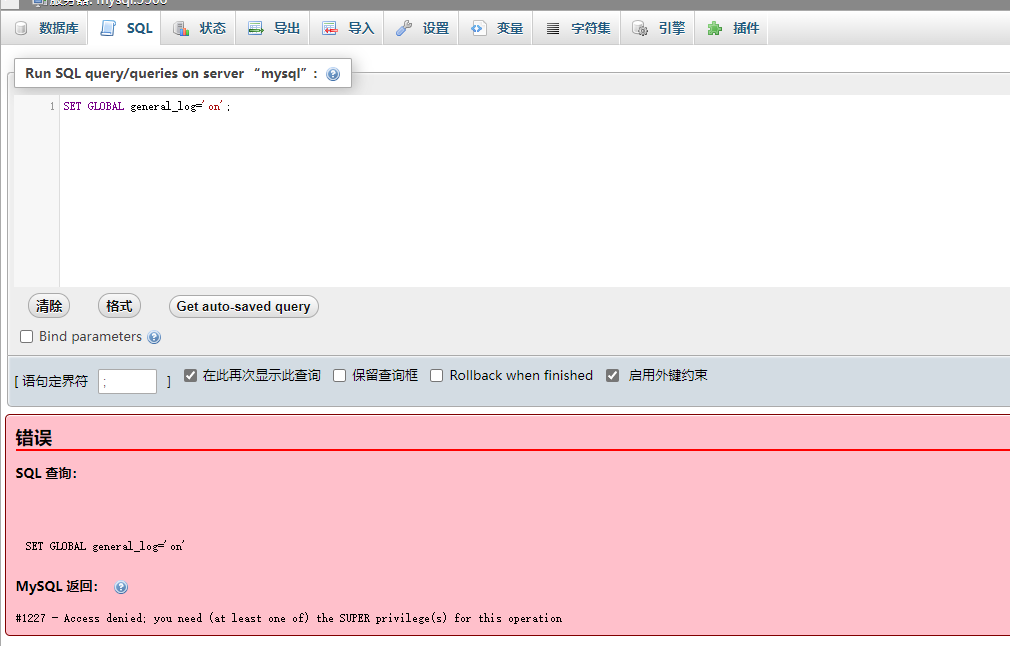 数据库 SQL 状态 导出 导入 设置 变量 字符集 引擎 插件
Run SQL query/queries on server “mysql”:
1 SET GLOBAL general_log='on';
清除 格式 Get auto-saved query
Bind parameters
[ 语句定界符 ; ] 在此再次显示此查询 保留查询框 Rollback when finished 启用外键约束
错误
SQL 查询:
SET GLOBAL general_log='on'
MySQL 返回:
#1227 - Access denied; you need (at least one of) the SUPER privilege(s) for this operation